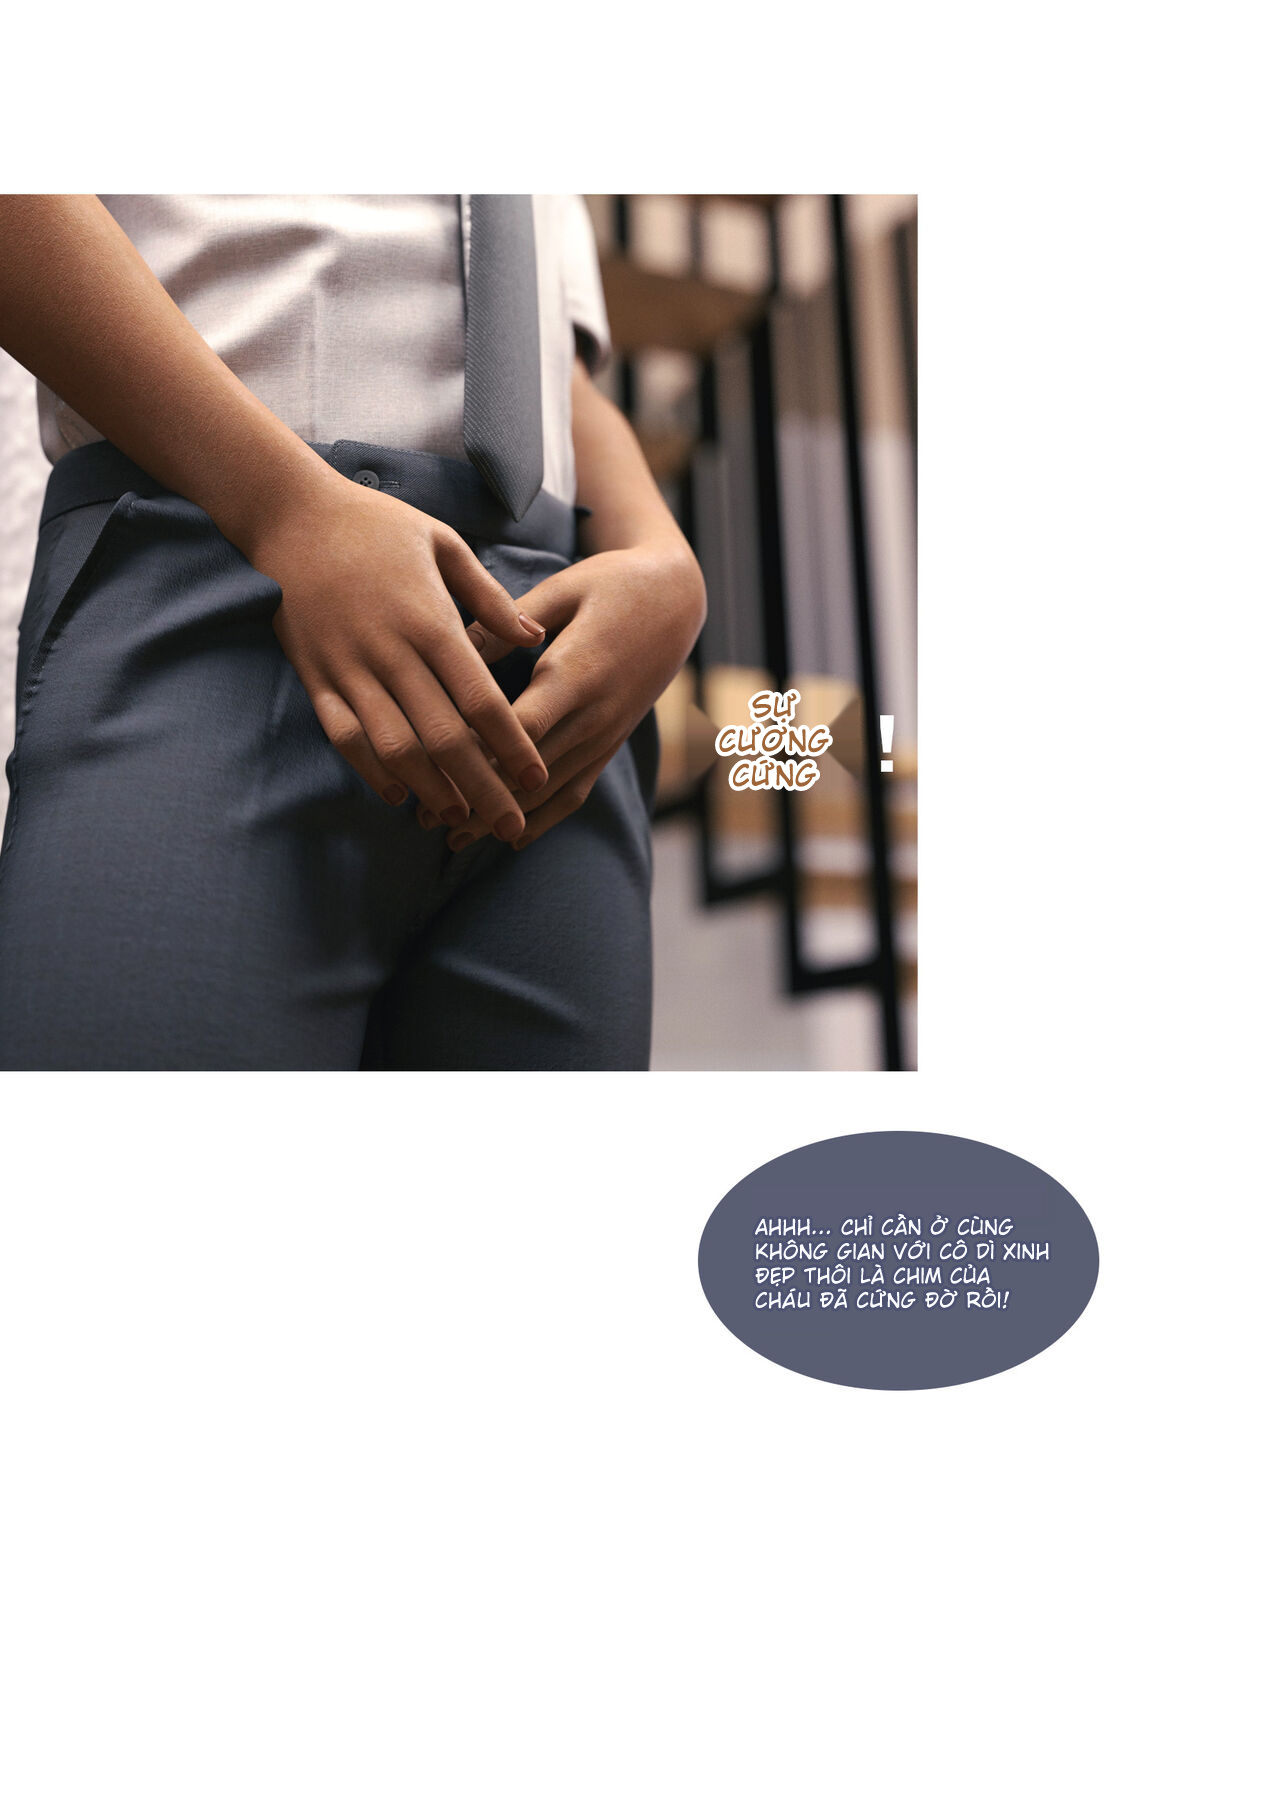 SỰ
CƯƠNG
CỨNG
!
AHHH... CHỈ CẦN Ở CÙNG
KHÔNG GIAN VỚI CÔ DÌ XINH
ĐẸP THÔI LÀ CHIM CỦA
CHÁU ĐÃ CỨNG ĐỜ RỒI!